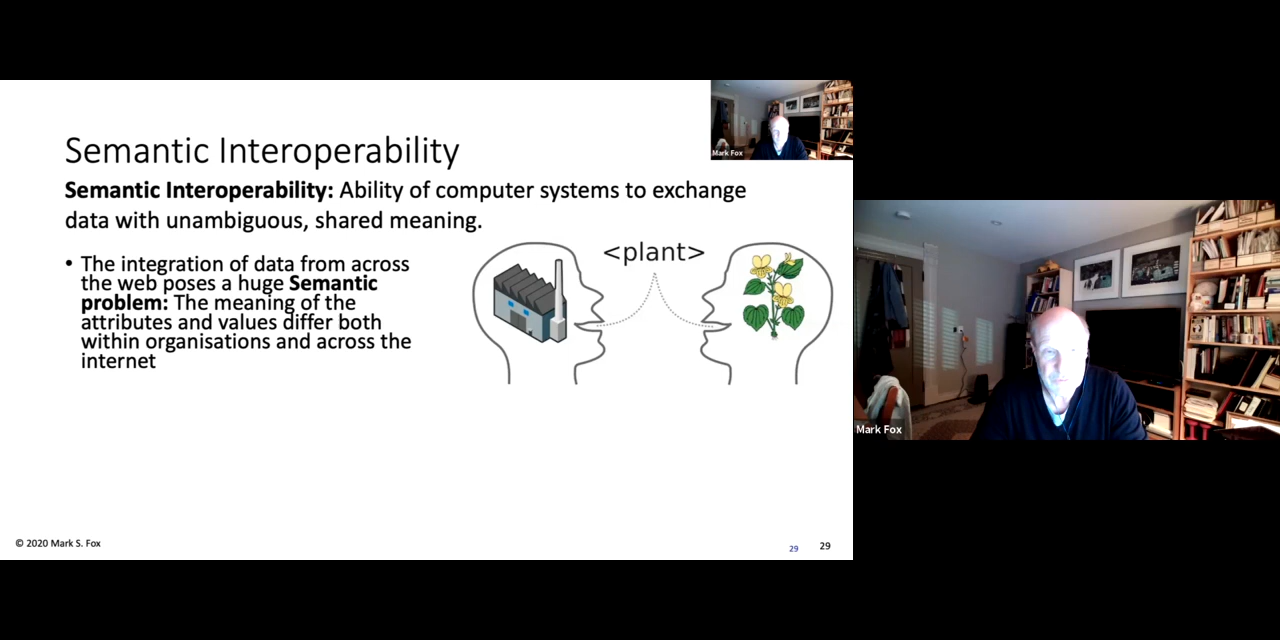 Mark Fox
Semantic Interoperability
Semantic Interoperability: Ability of computer systems to exchange
data with unambiguous, shared meaning.
• The integration of data from across
the web poses a huge Semantic
problem: The meaning of the
attributes and values differ both
within organisations and across the
internet
<plant>
Mark Fox
© 2020 Mark S. Fox
29
29